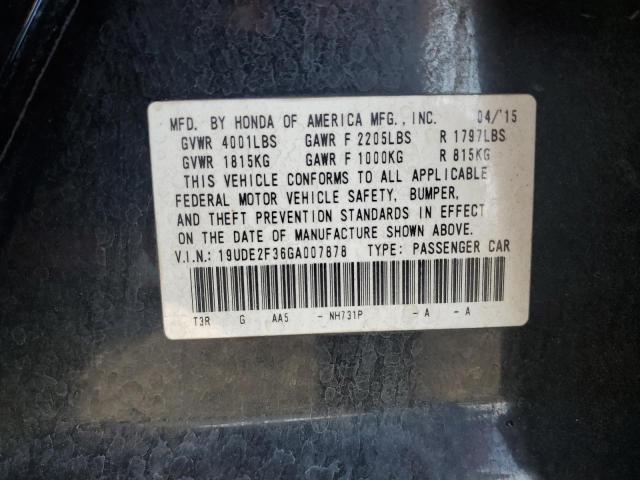 MFD. BY HONDA OF AMERICA MFG., INC. 04/'15
GVWR 4001LBS GAWR F 2205LBS R 1797LBS
GVWR 1815KG GAWR F 1000KG R 815KG
THIS VEHICLE CONFORMS TO ALL APPLICABLE
FEDERAL MOTOR VEHICLE SAFETY, BUMPER,
AND THEFT PREVENTION STANDARDS IN EFFECT
ON THE DATE OF MANUFACTURE SHOWN ABOVE.
V.I.N.: 19UDE2F36GA007878 TYPE: PASSENGER CAR
T3R G AA5 - NH731P - A - A